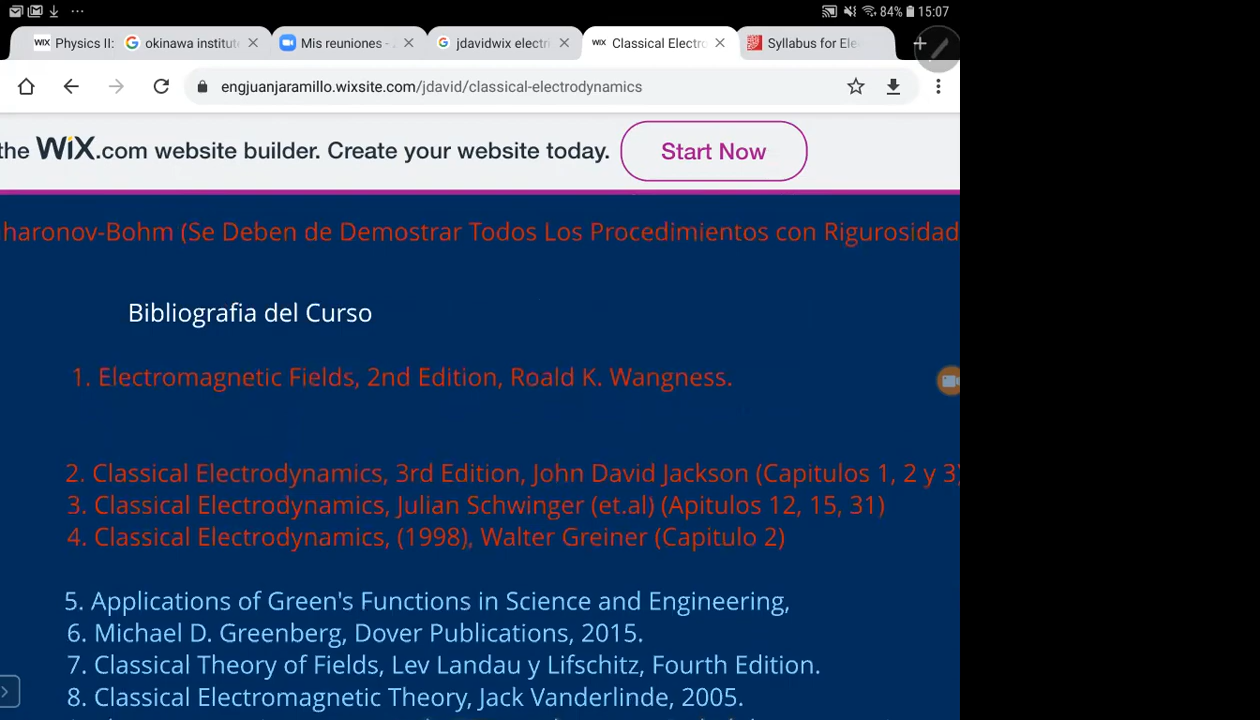 ··· 84% 15:07
WiX Physics II: okinawa institute Mis reuniones - jdavidwix electri WiX Classical Electro Syllabus for Ele
engjuanjaramillo.wixsite.com/jdavid/classical-electrodynamics
the WiX.com website builder. Create your website today. Start Now
haronov-Bohm (Se Deben de Demostrar Todos Los Procedimientos con Rigurosidad
Bibliografia del Curso
1. Electromagnetic Fields, 2nd Edition, Roald K. Wangness.
2. Classical Electrodynamics, 3rd Edition, John David Jackson (Capitulos 1, 2 y 3)
3. Classical Electrodynamics, Julian Schwinger (et.al) (Apitulos 12, 15, 31)
4. Classical Electrodynamics, (1998), Walter Greiner (Capitulo 2)
5. Applications of Green's Functions in Science and Engineering,
6. Michael D. Greenberg, Dover Publications, 2015.
7. Classical Theory of Fields, Lev Landau y Lifschitz, Fourth Edition.
8. Classical Electromagnetic Theory, Jack Vanderlinde, 2005.